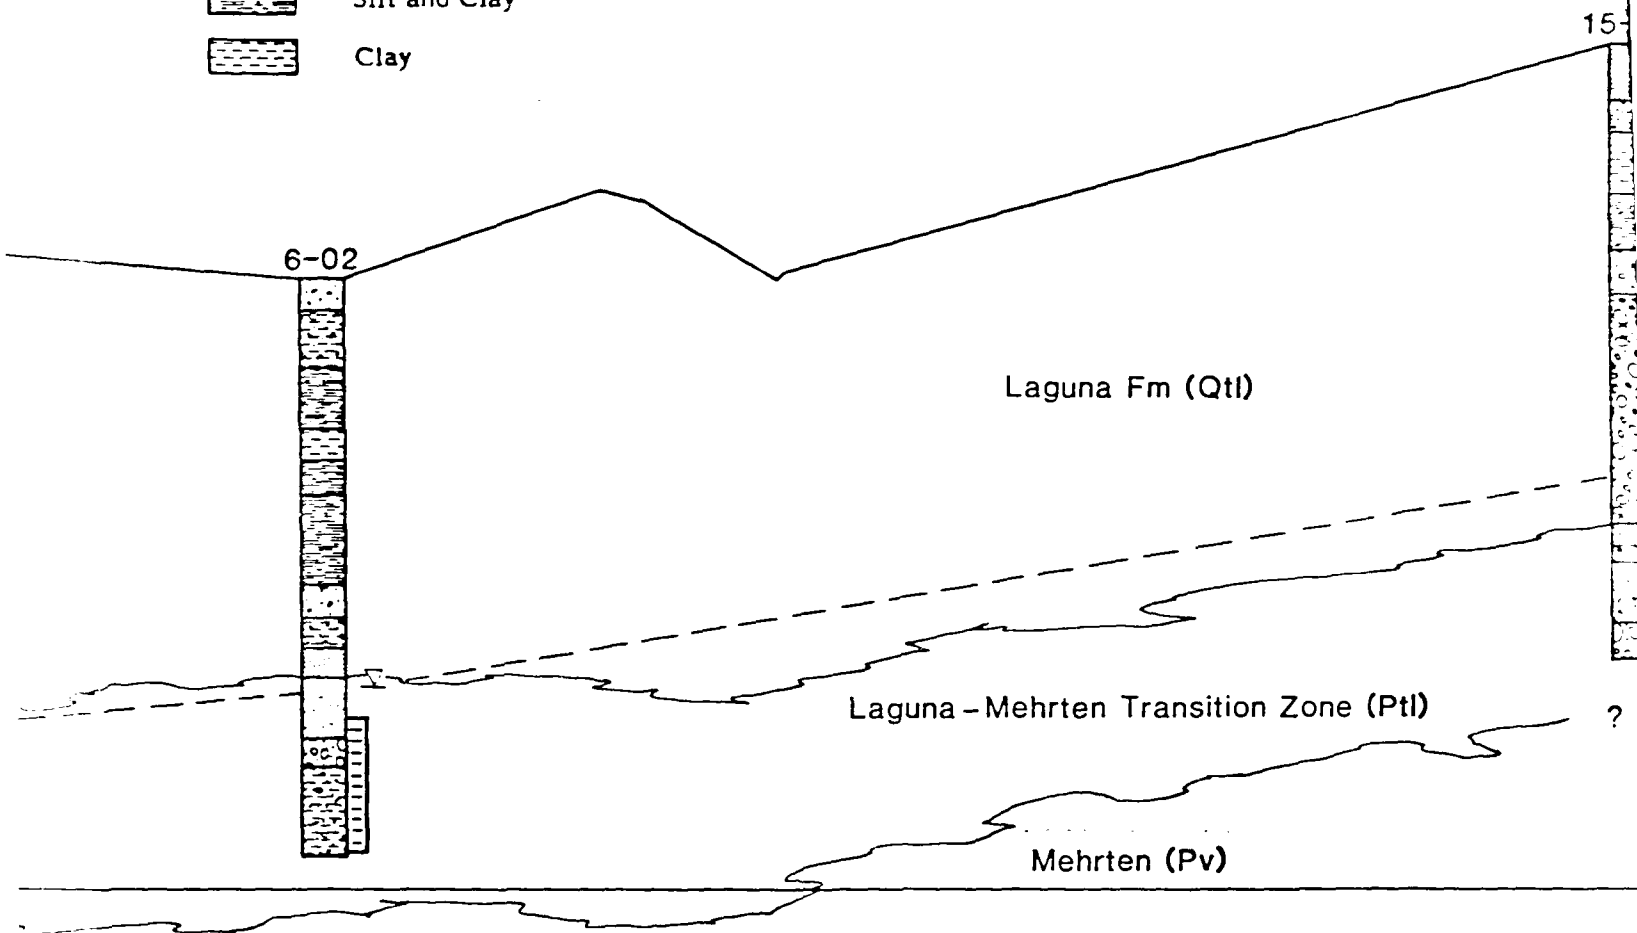 Silt and Clay
Clay
15-
6-02
Laguna Fm (Qtl)
Laguna-Mehrten Transition Zone (Ptl)
?
Mehrten (Pv)